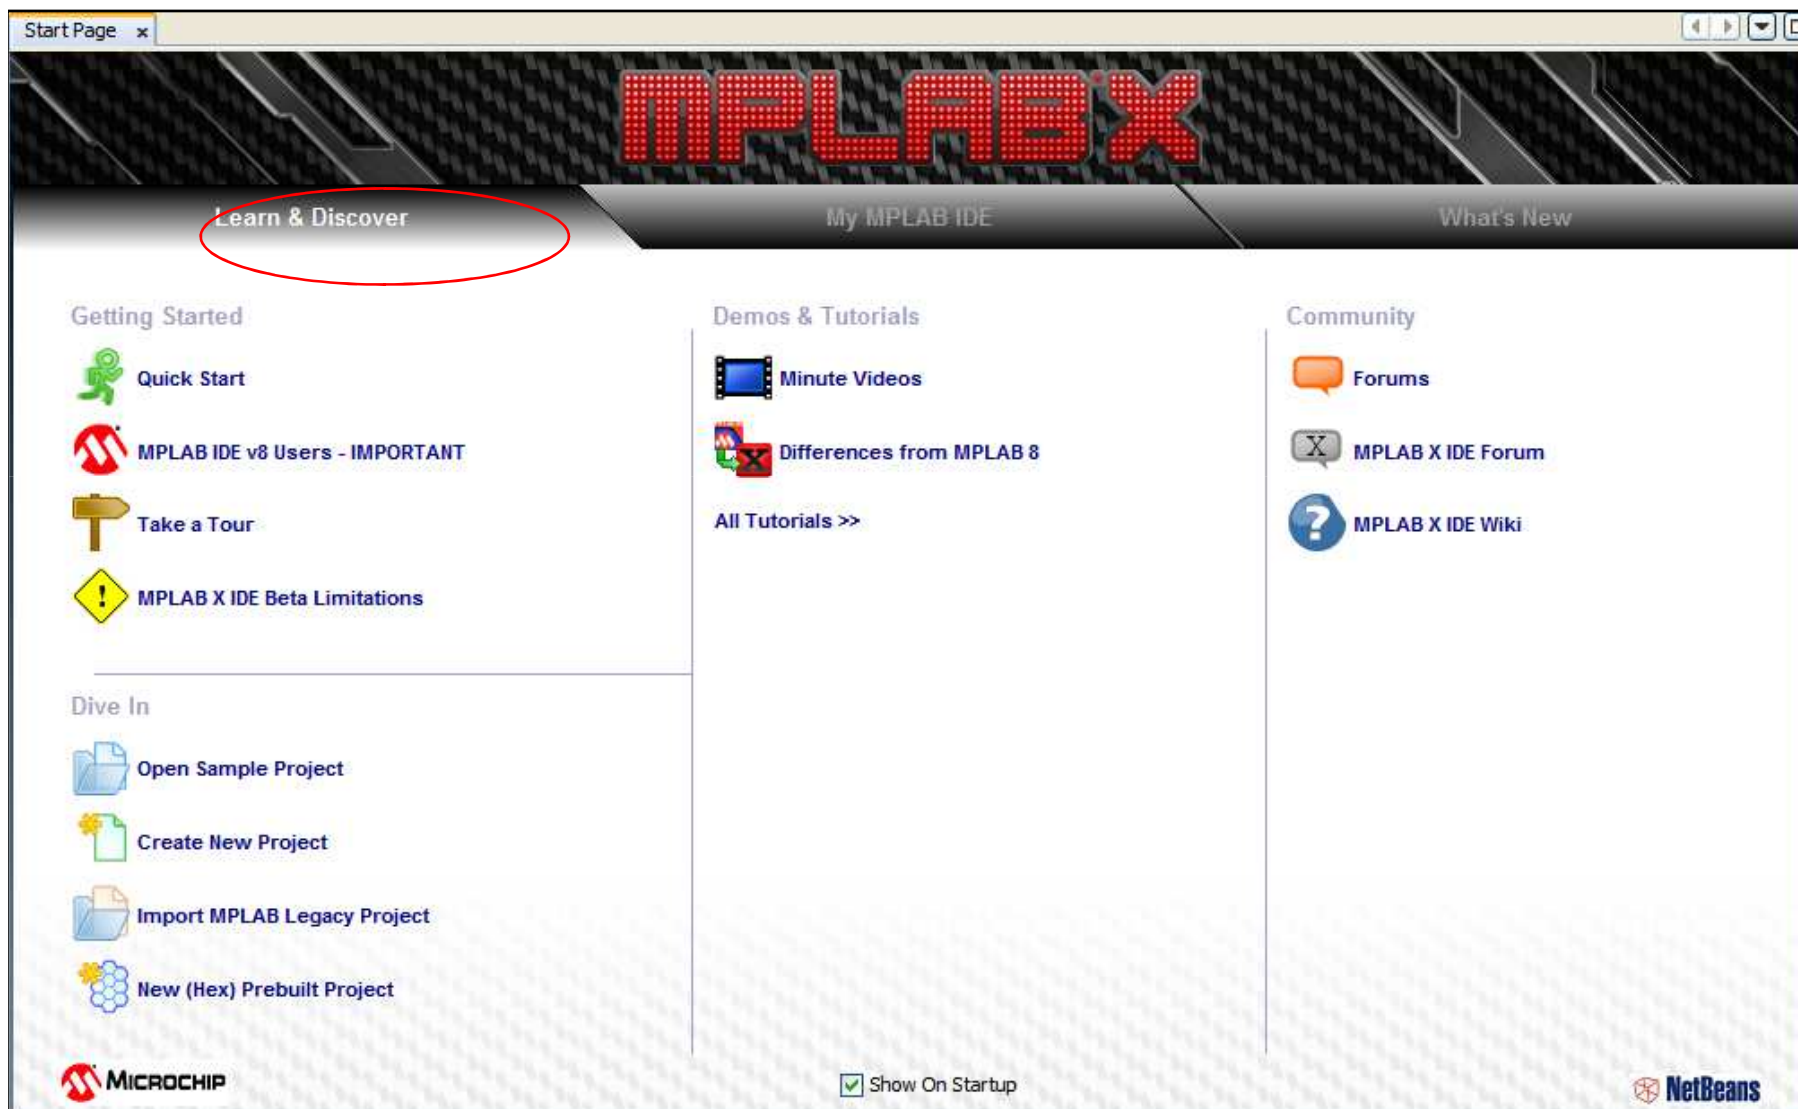 Start Page
MPLAB X
Learn & Discover
My MPLAB IDE
What's New
Getting Started
Quick Start
MPLAB IDE v8 Users - IMPORTANT
Take a Tour
MPLAB X IDE Beta Limitations
Dive In
Open Sample Project
Create New Project
Import MPLAB Legacy Project
New (Hex) Prebuilt Project
Demos & Tutorials
Minute Videos
Differences from MPLAB 8
All Tutorials >>
Community
Forums
X
MPLAB X IDE Forum
?
MPLAB X IDE Wiki
MICROCHIP
Show On Startup
NetBeans